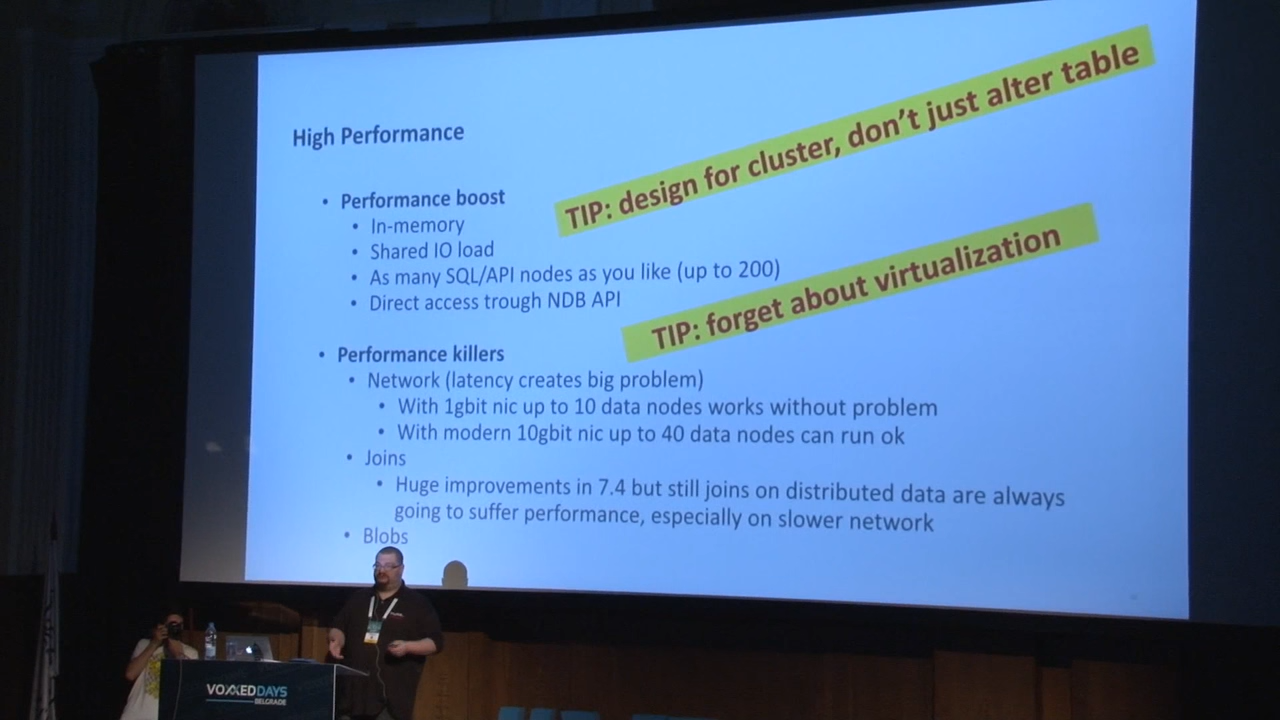 High Performance
TIP: design for cluster, don't just alter table
• Performance boost
• In-memory
• Shared IO load
• As many SQL/API nodes as you like (up to 200)
• Direct access trough NDB API
TIP: forget about virtualization
• Performance killers
• Network (latency creates big problem)
• With 1gbit nic up to 10 data nodes works without problem
• With modern 10gbit nic up to 40 data nodes can run ok
• Joins
• Huge improvements in 7.4 but still joins on distributed data are always
going to suffer performance, especially on slower network
• Blobs
VOXXEDDAYS
BELGRADE